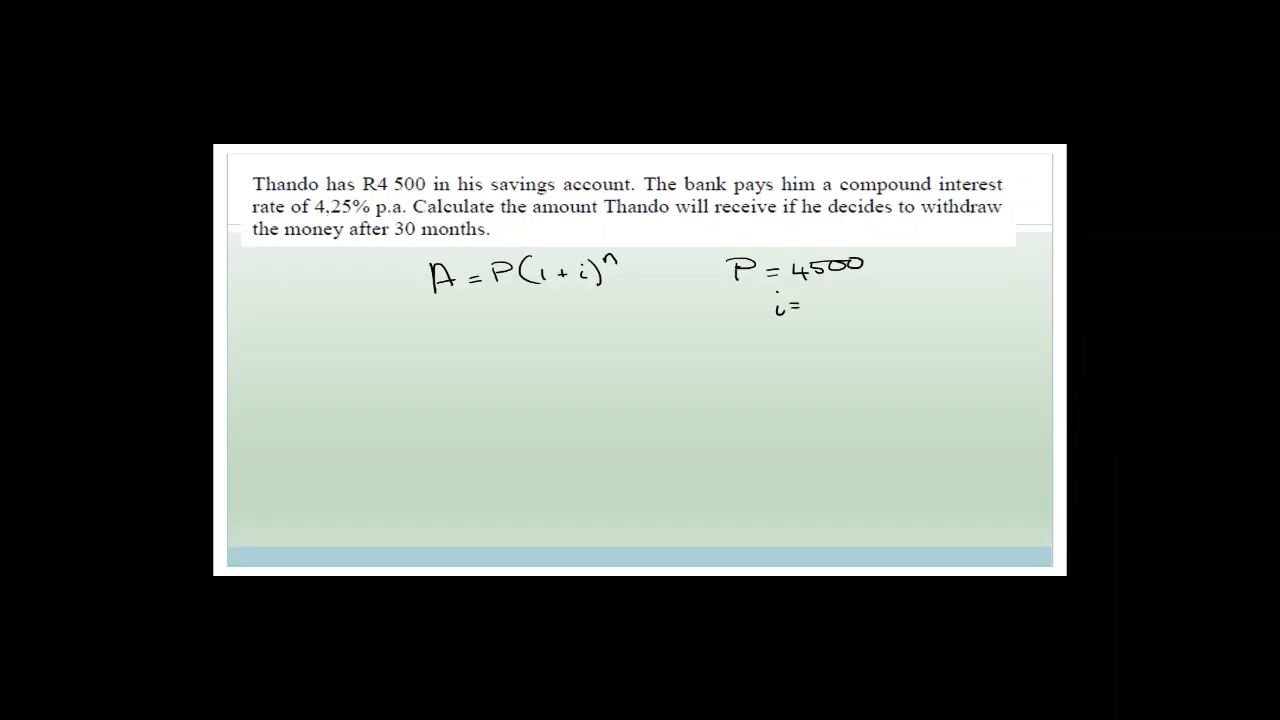 Thando has R4 500 in his savings account. The bank pays him a compound interest
rate of 4,25% p.a. Calculate the amount Thando will receive if he decides to withdraw
the money after 30 months.
A = P(1 + i)^n
P = 4500
i =